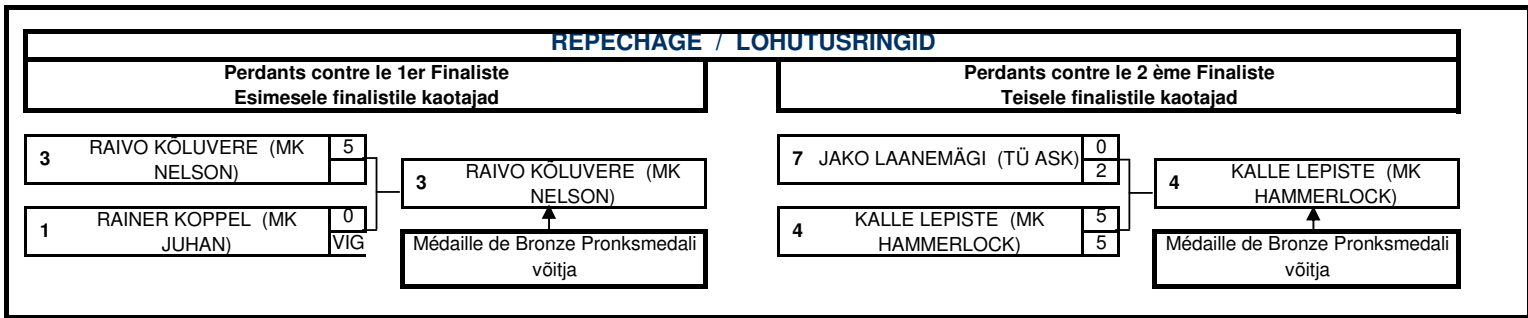 REPECHAGE / LOHUTUSRINGID
Perdants contre le 1er Finaliste
Esimesele finalistile kaotajad
Perdants contre le 2 ème Finaliste
Teisele finalistile kaotajad
3
RAIVO KÕLUVERE (MK
NELSON)
5
3
RAIVO KÕLUVERE (MK
NELSON)
1
RAINER KOPPEL (MK
JUHAN)
0
VIG
Médaille de Bronze Pronksmedali
võitja
7
JAKO LAANEMÄGI (TÜ ASK)
0
2
4
KALLE LEPISTE (MK
HAMMERLOCK)
4
KALLE LEPISTE (MK
HAMMERLOCK)
5
5
Médaille de Bronze Pronksmedali
võitja